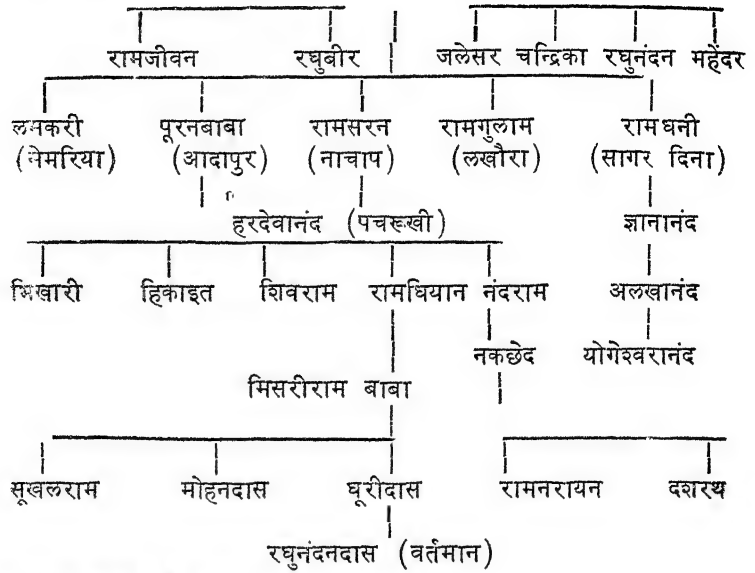 रामजीवन रघुबीर जलेसर चन्द्रिका रघुनंदन महेंदर
लमकरी पूरनबाबा रामसरन रामगुलाम रामधनी
(सेमरिया) (आदापुर) (नाचाप) (लखौरा) (सागर दिना)
हरदेवानंद (पचरूखी) ज्ञानानंद
भिखारी हिकाइत शिवराम रामधियान नंदराम अलखानंद
नकछेद योगेश्वरानंद
मिसरीराम बाबा
सूखलराम मोहनदास घूरीदास रामनरायन दशरथ
रघुनंदनदास (वर्तमान)